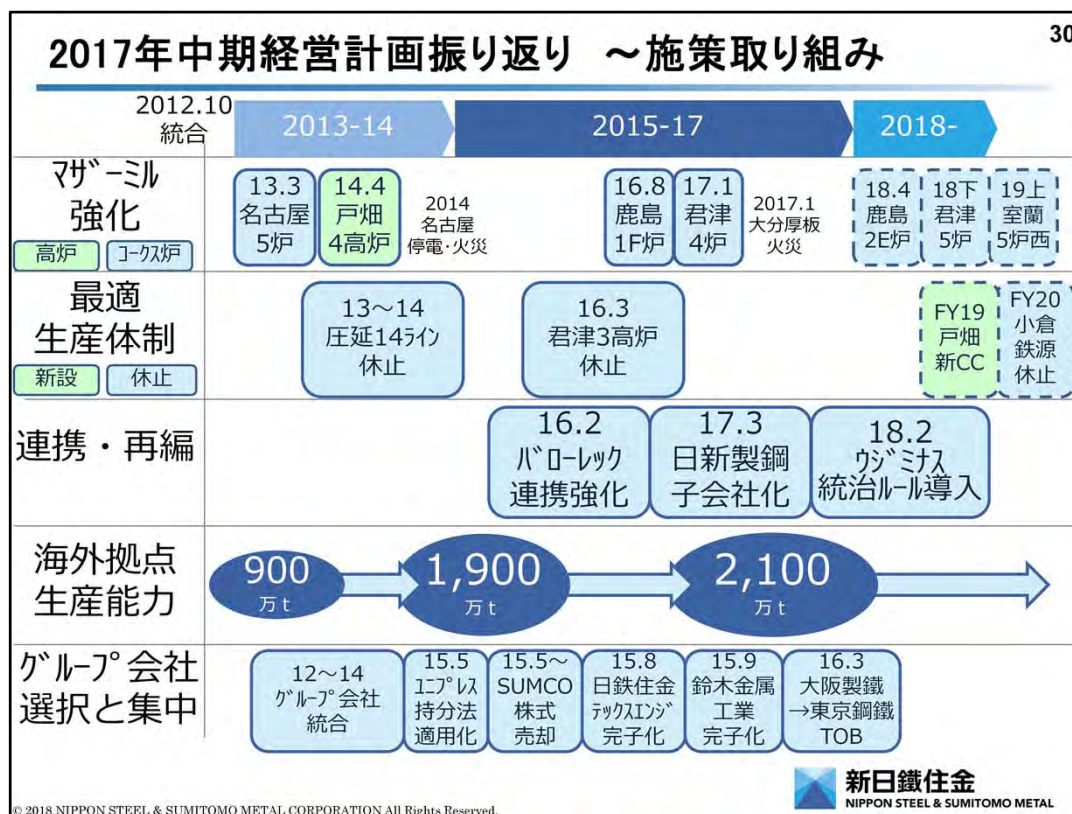 30
2017年中期経営計画振り返り ～施策取り組み
2012.10
統合
2013-14
2015-17
2018-
ﾏｻﾞｰﾐﾙ
強化
高炉
ｺｰｸｽ炉
13.3
名古屋
5炉
14.4
戸畑
4高炉
2014
名古屋
停電･火災
16.8
鹿島
1F炉
17.1
君津
4炉
2017.1
大分厚板
火災
18.4
鹿島
2E炉
18下
君津
5炉
19上
室蘭
5炉西
最適
生産体制
新設
休止
13～14
圧延14ﾗｲﾝ
休止
16.3
君津3高炉
休止
FY19
戸畑
新CC
FY20
小倉
鉄源
休止
連携・再編
16.2
ﾊﾞﾛｰﾚｯｸ
連携強化
17.3
日新製鋼
子会社化
18.2
ｳｼﾞﾐﾅｽ
統治ﾙｰﾙ導入
海外拠点
生産能力
900
万t
1,900
万t
2,100
万t
ｸﾞﾙｰﾌﾟ会社
選択と集中
12～14
ｸﾞﾙｰﾌﾟ会社
統合
15.5
ﾕﾆﾌﾟﾚｽ
持分法
適用化
15.5～
SUMCO
株式
売却
15.8
日鉄住金
ﾃｯｸｽｴﾝｼﾞ
完子化
15.9
鈴木金属
工業
完子化
16.3
大阪製鐵
→東京鋼鐵
TOB
新日鐵住金
NIPPON STEEL & SUMITOMO METAL
© 2018 NIPPON STEEL & SUMITOMO METAL CORPORATION All Rights Reserved.